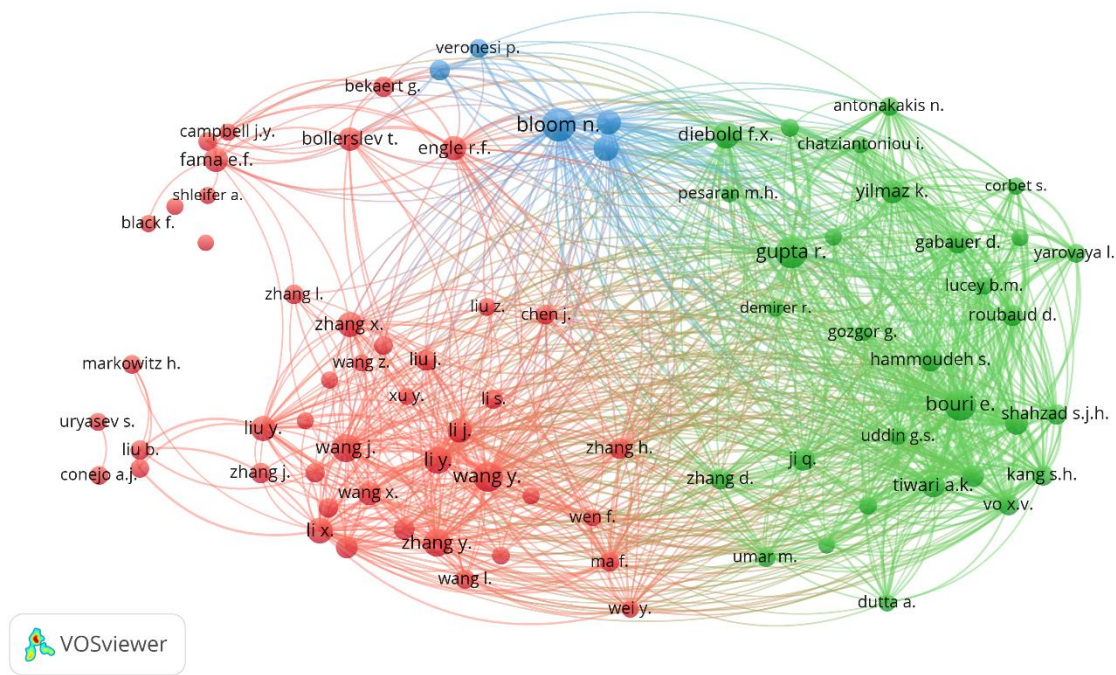 veronesi p.
bekaert g.
antonakakis n.
bloom n.
campbell j.y.
bollerslev t.
engle r.f.
diebold f.x.
chatziantoniou i.
fama e.f.
shleifer a.
pesaran m.h.
yilmaz k.
corbet s.
black f.
gupta r.
gabauer d.
yarovaya l.
zhang l.
lucey b.m.
liu z.
chen j.
demirer r.
roubaud d.
zhang x.
gozgor g.
markowitz h.
wang z.
liu j.
hammoudeh s.
xu y.
li s.
bouri e.
shahzad s.j.h.
uryasev s.
liu y.
li j.
uddin g.s.
liu b.
wang j.
zhang h.
li y.
ji q.
conejo a.j.
zhang j.
wang y.
zhang d.
tiwari a.k.
kang s.h.
wang x.
vo x.v.
li x.
wen f.
zhang y.
umar m.
ma f.
wang l.
wei y.
dutta a.
VOSviewer